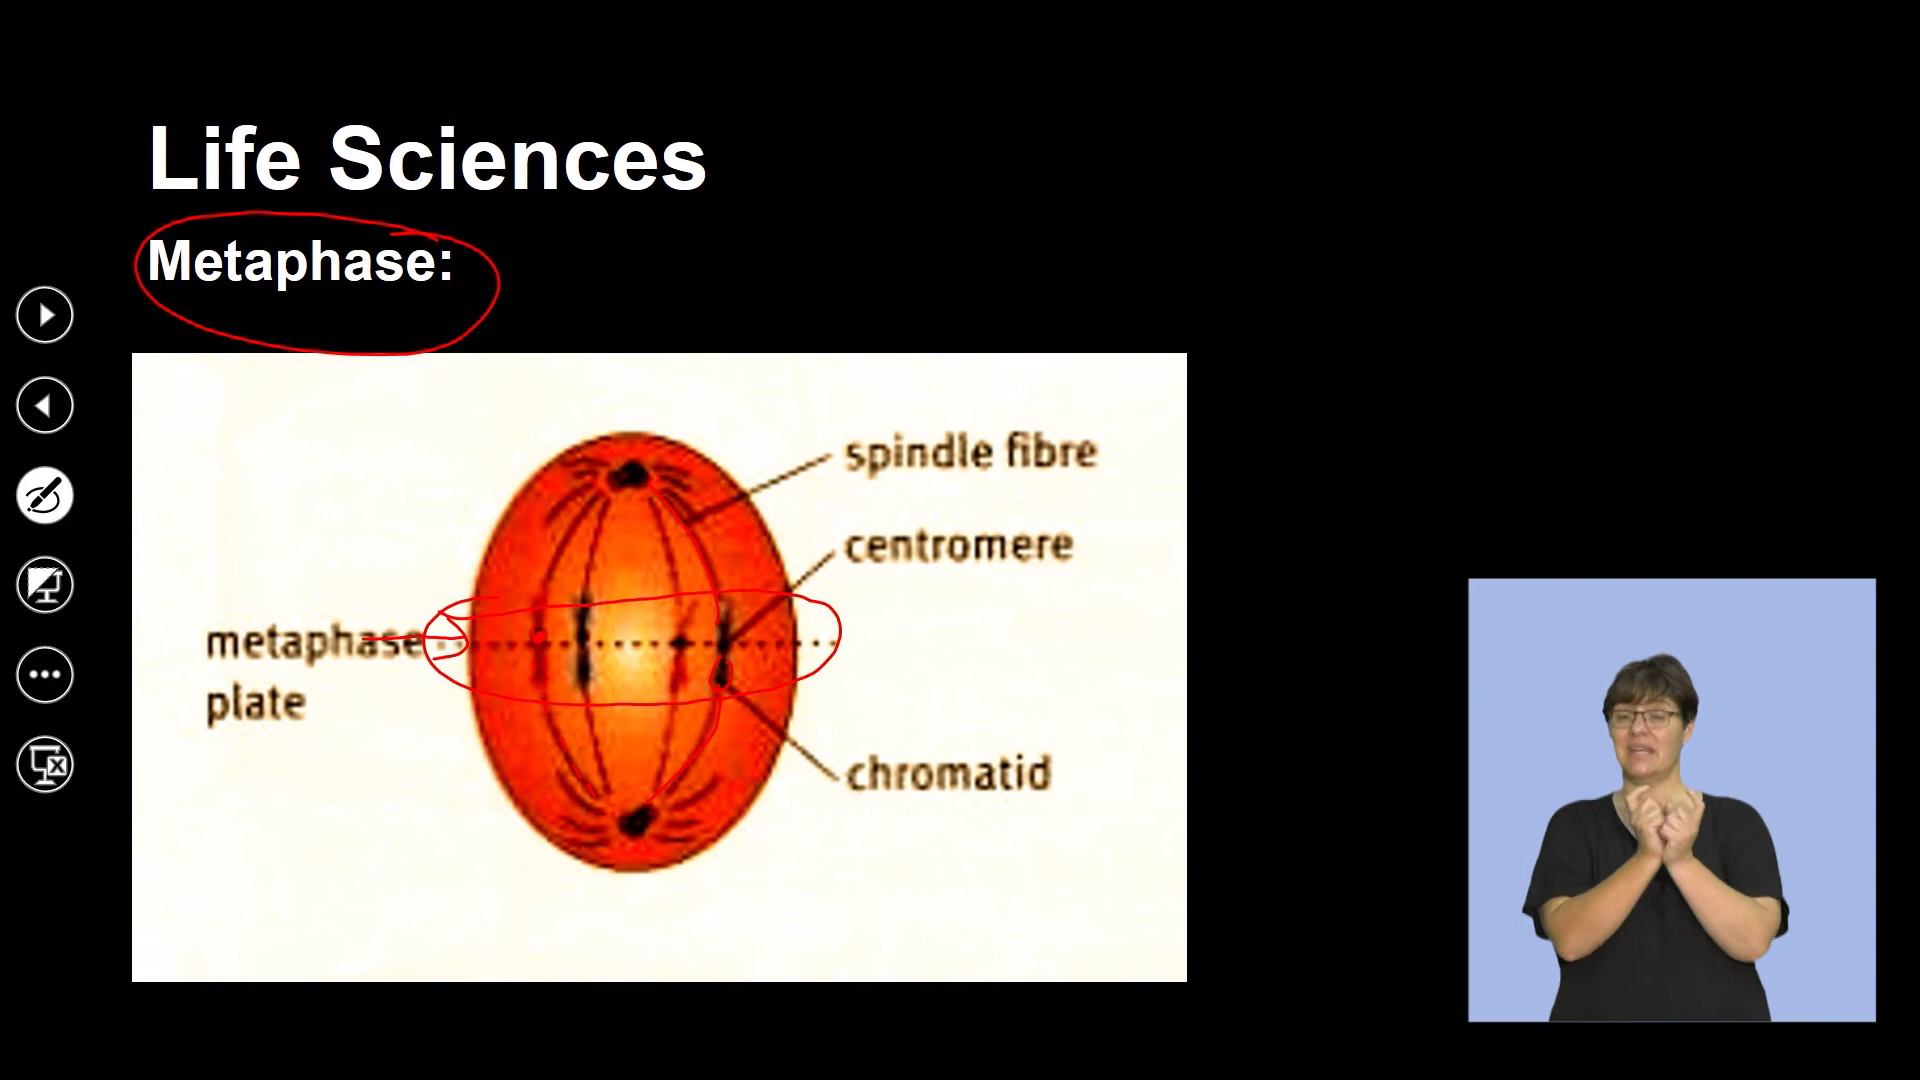 Life Sciences
Metaphase:
spindle fibre
centromere
metaphase
plate
chromatid